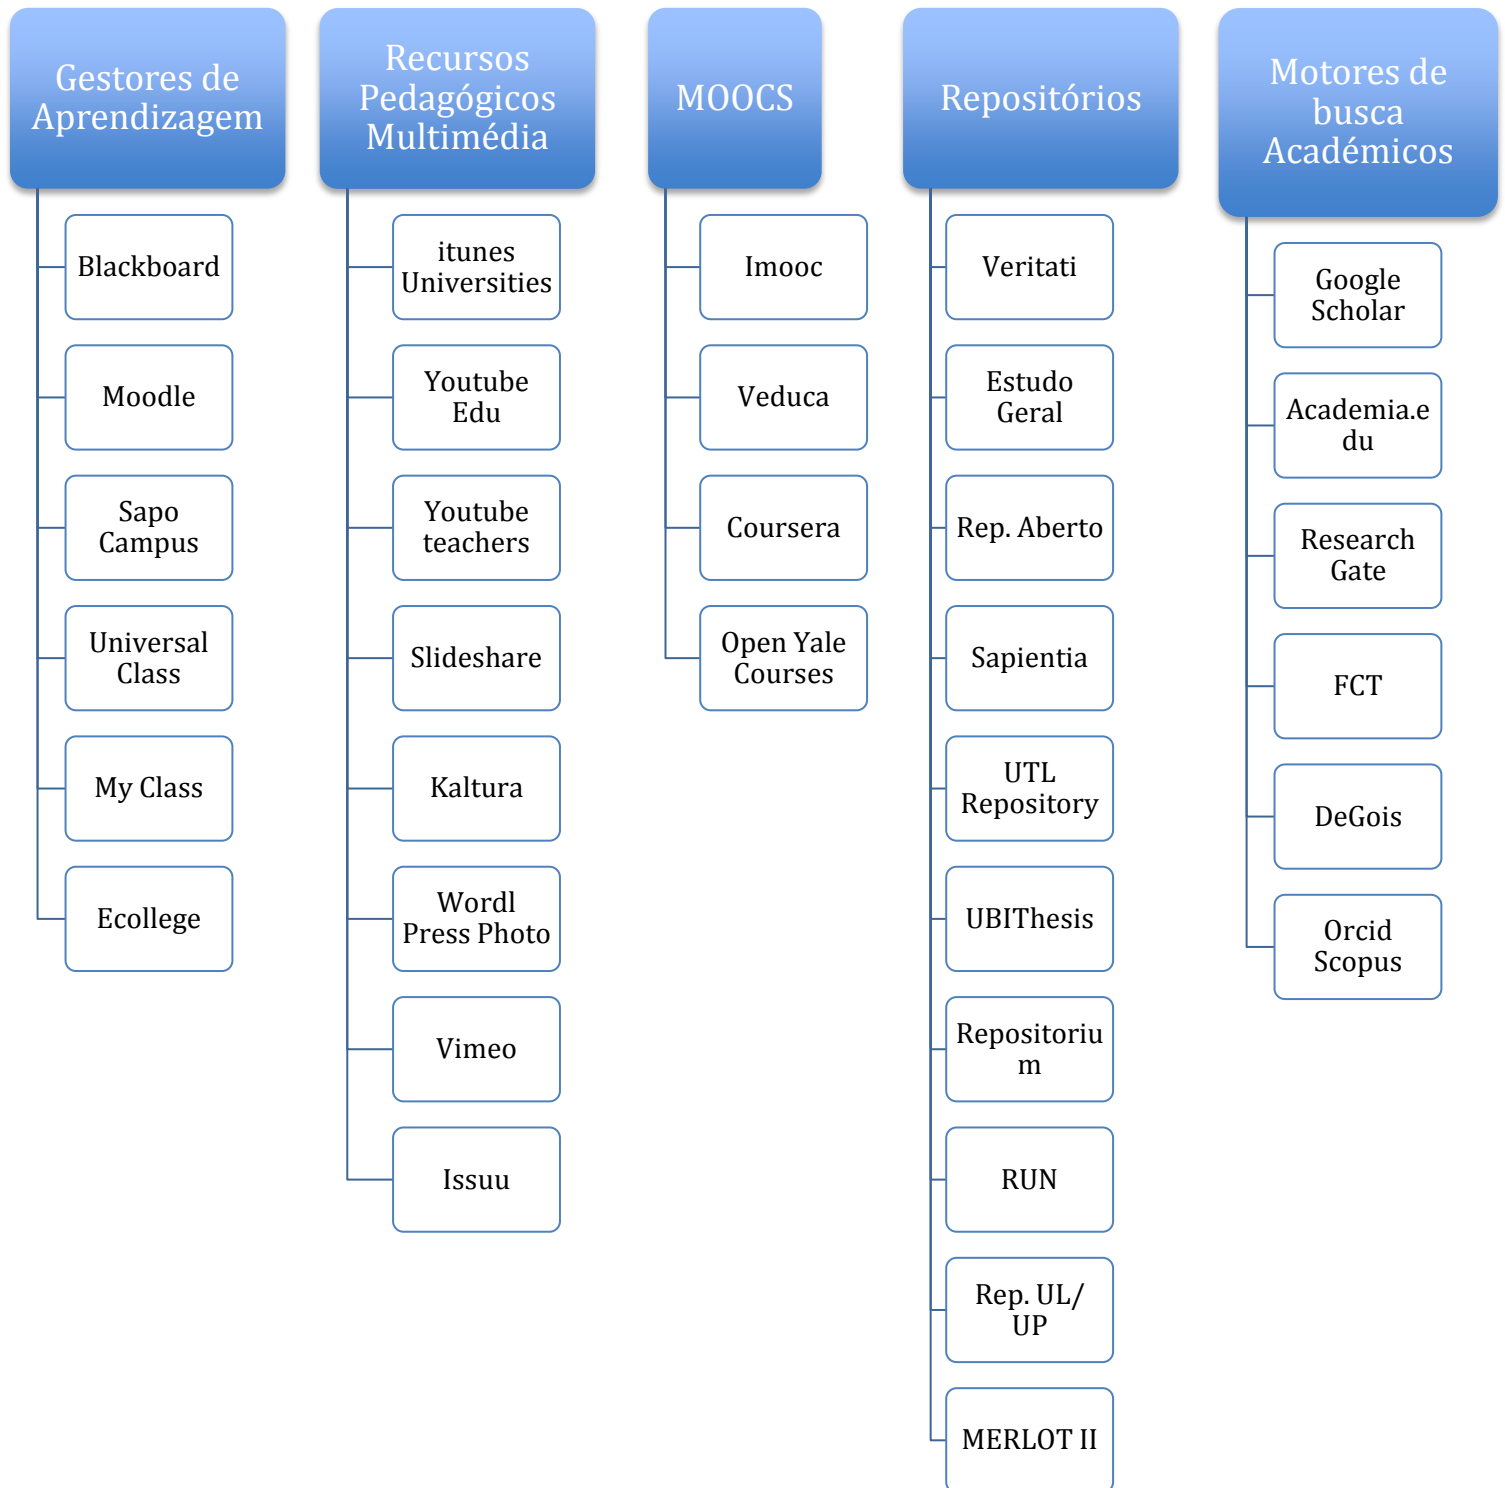 Gestores de
Aprendizagem
Blackboard
Moodle
Sapo
Campus
Universal
Class
My Class
Ecollege
Recursos
Pedagógicos
Multimédia
itunes
Universities
Youtube
Edu
Youtube
teachers
Slideshare
Kaltura
Wordl
Press Photo
Vimeo
Issuu
MOOCS
Imooc
Veduca
Coursera
Open Yale
Courses
Repositórios
Veritati
Estudo
Geral
Rep. Aberto
Sapientia
UTL
Repository
UBIThesis
Repositoriu
m
RUN
Rep. UL/
UP
MERLOT II
Motores de
busca
Académicos
Google
Scholar
Academia.e
du
Research
Gate
FCT
DeGois
Orcid
Scopus